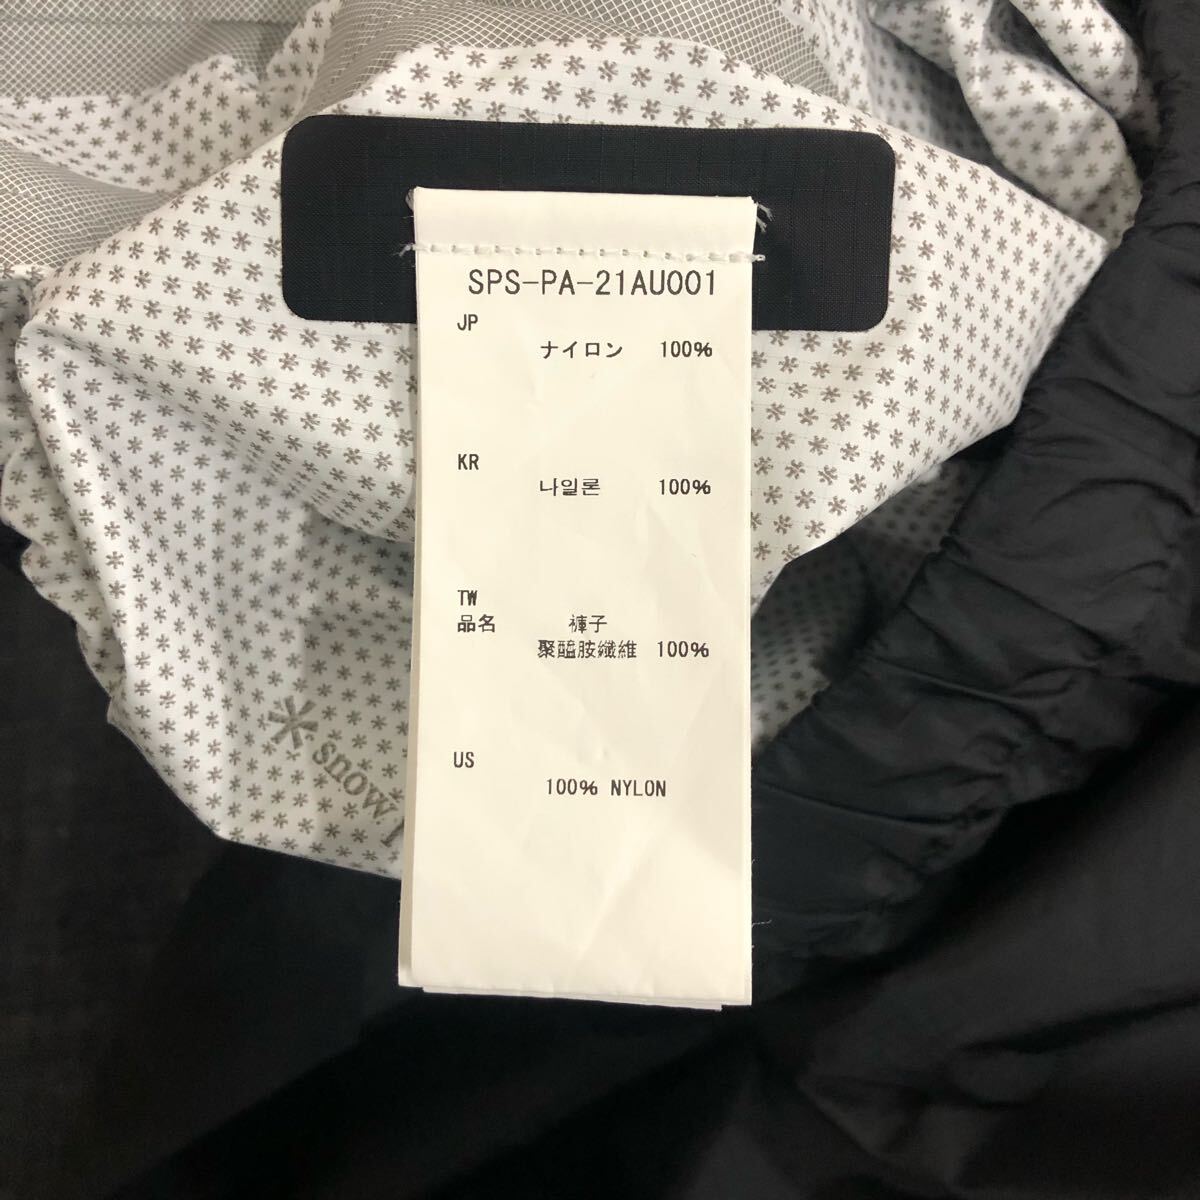 SPS-PA-21AU001
JP
ナイロン 100%
KR
나일론 100%
TW
品名 褲子
聚醯胺纖維 100%
US
100% NYLON
snow